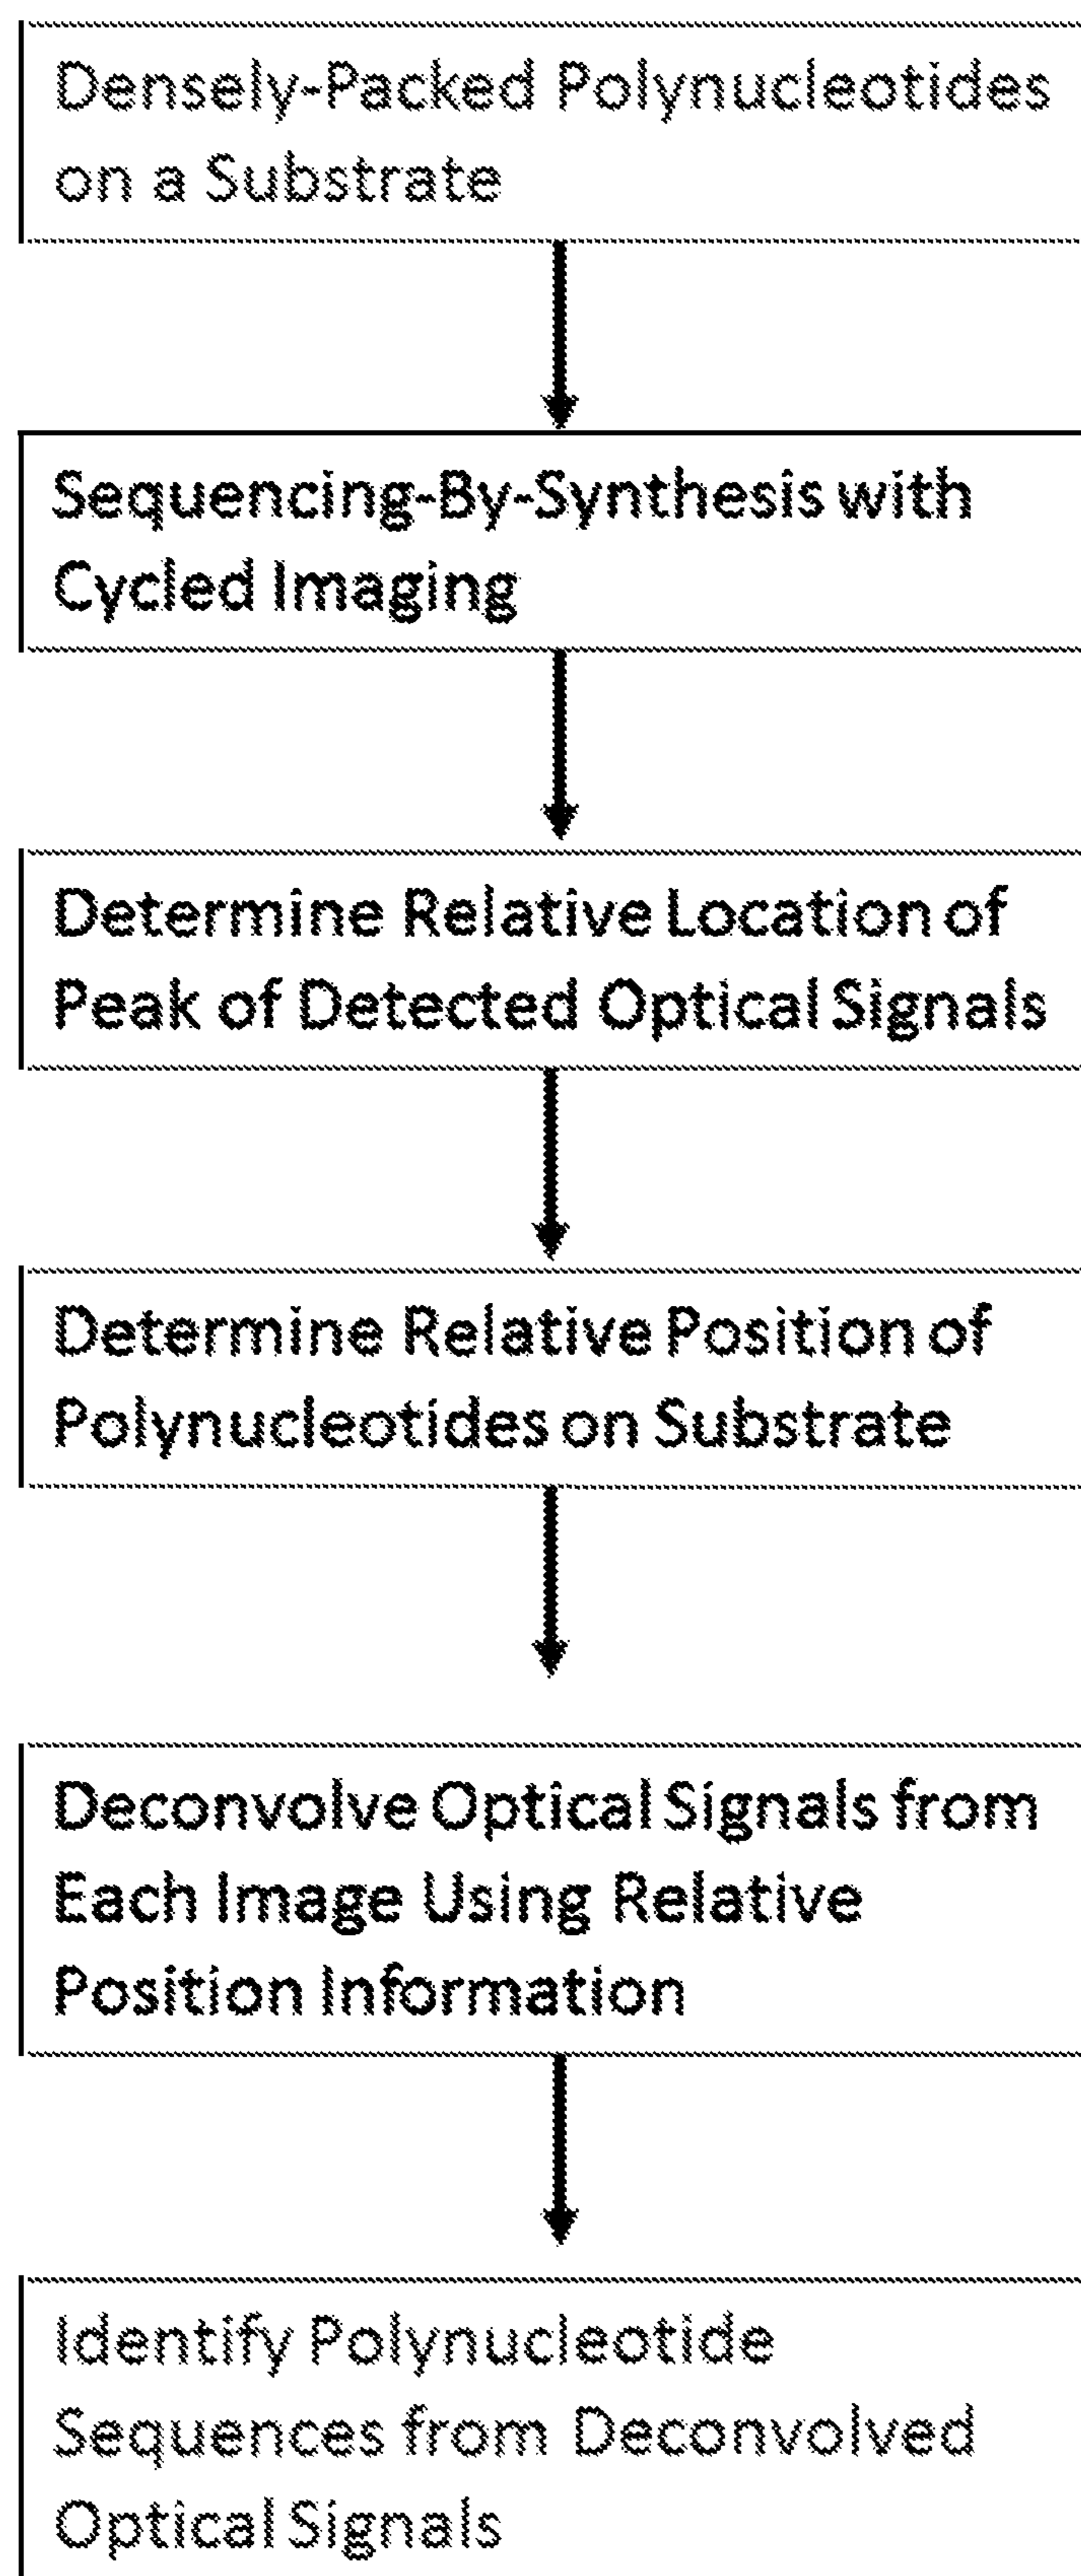 Densely-Packed Polynucleotides
on a Substrate
Sequencing-By-Synthesis with
Cycled Imaging
Determine Relative Location of
Peak of Detected Optical Signals
Determine Relative Position of
Polynucleotides on Substrate
Deconvolve Optical Signals from
Each Image Using Relative
Position Information
Identify Polynucleotide
Sequences from Deconvolved
Optical Signals